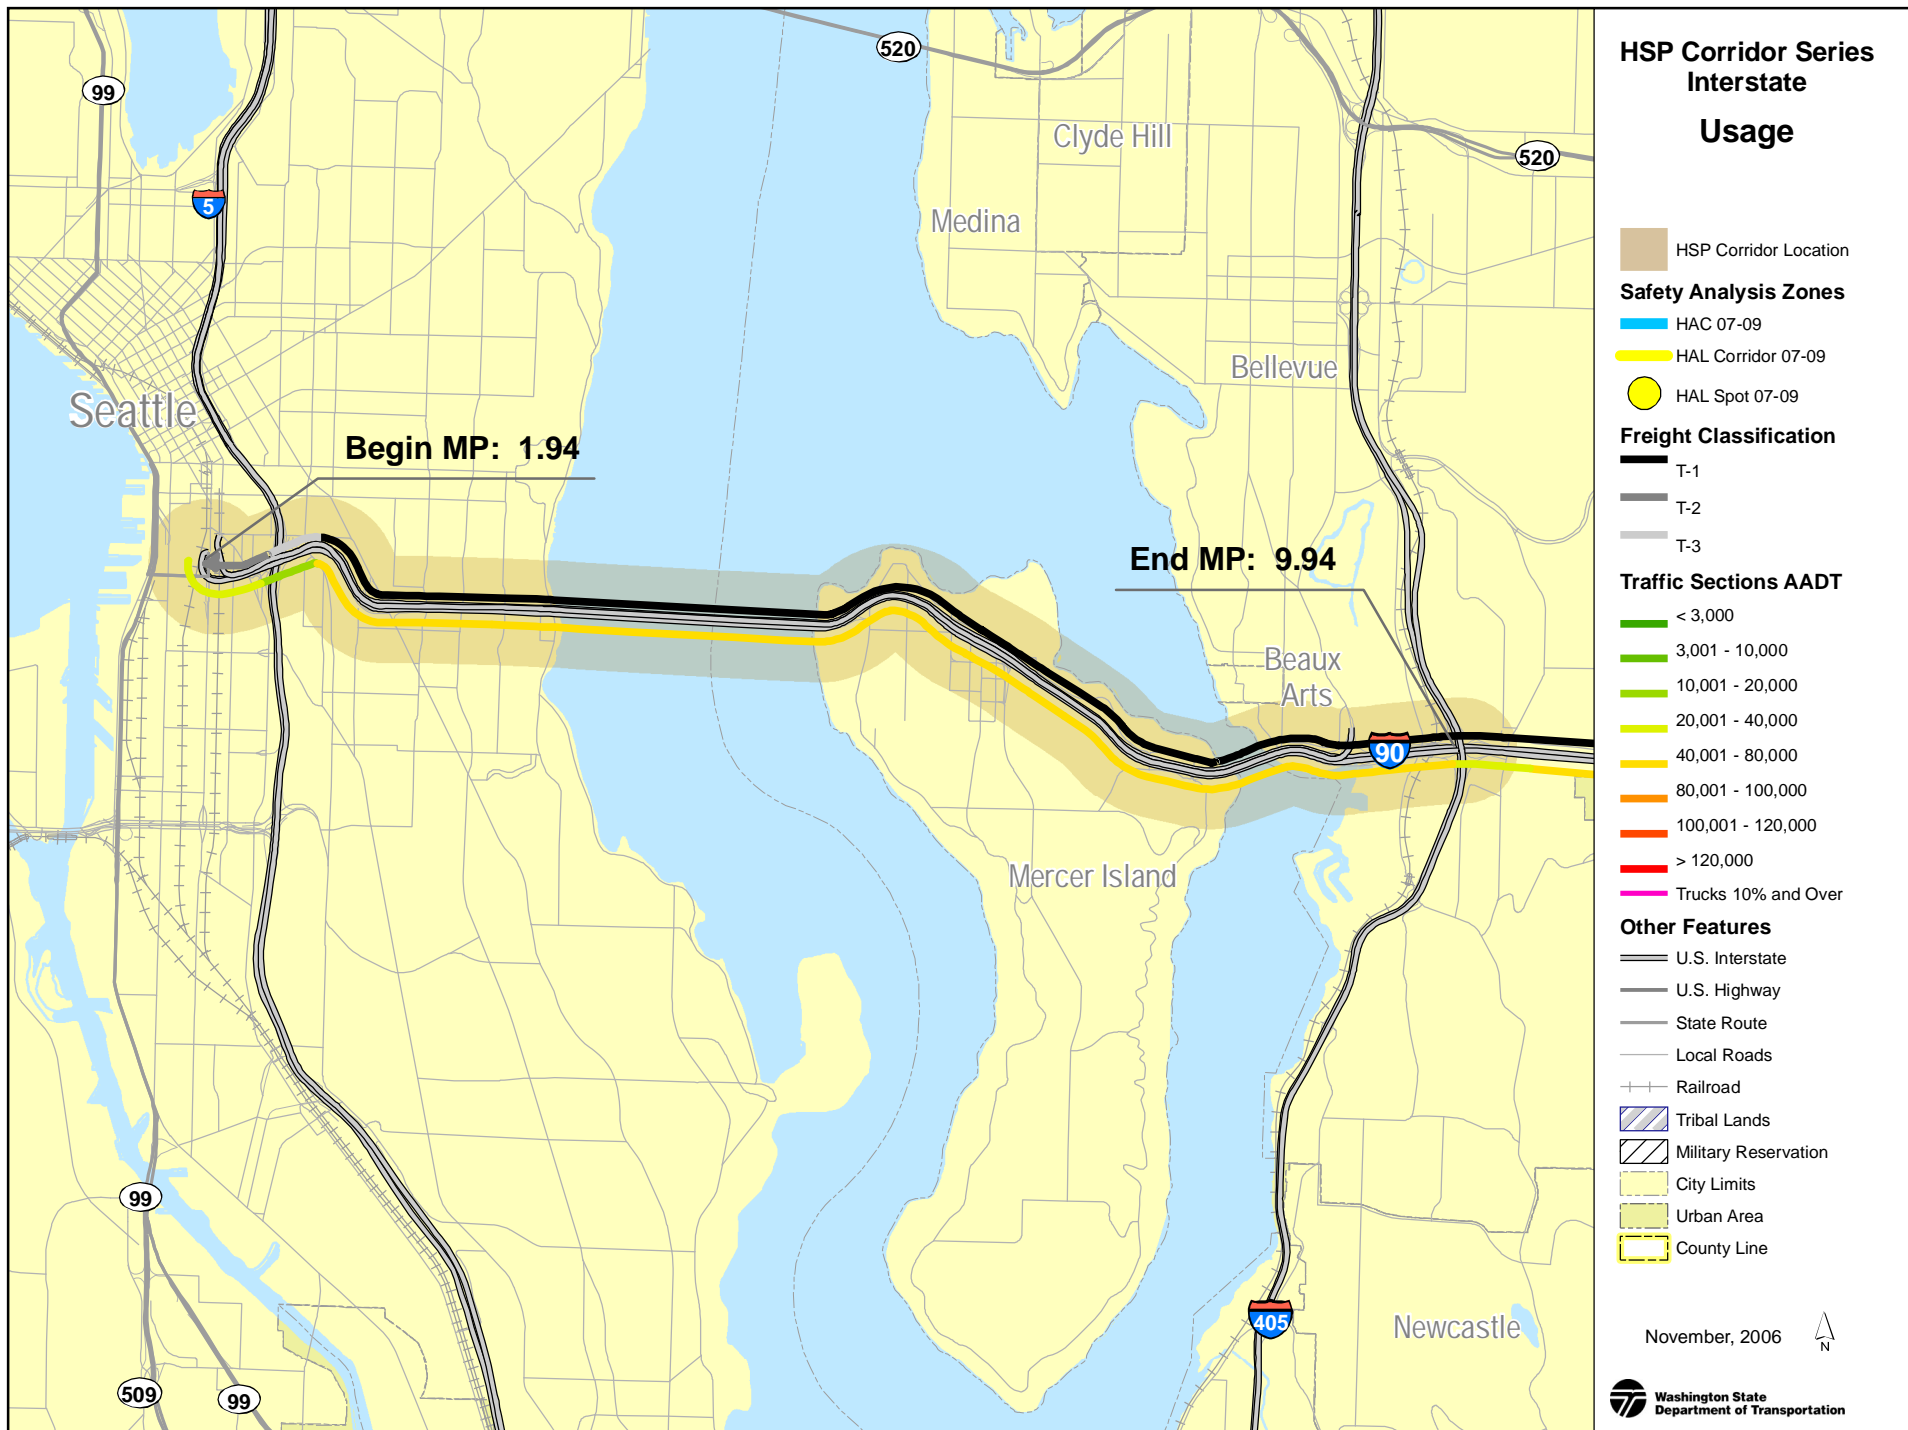 520
99
Clyde Hill
520
5
Medina
Bellevue
Seattle
Begin MP: 1.94
End MP: 9.94
Beaux
Arts
90
Mercer Island
99
405
Newcastle
509
99
HSP Corridor Series
Interstate
Usage
HSP Corridor Location
Safety Analysis Zones
HAC 07-09
HAL Corridor 07-09
HAL Spot 07-09
Freight Classification
T-1
T-2
T-3
Traffic Sections AADT
< 3,000
3,001 - 10,000
10,001 - 20,000
20,001 - 40,000
40,001 - 80,000
80,001 - 100,000
100,001 - 120,000
> 120,000
Trucks 10% and Over
Other Features
U.S. Interstate
U.S. Highway
State Route
Local Roads
Railroad
Tribal Lands
Military Reservation
City Limits
Urban Area
County Line
November, 2006
N
Washington State
Department of Transportation